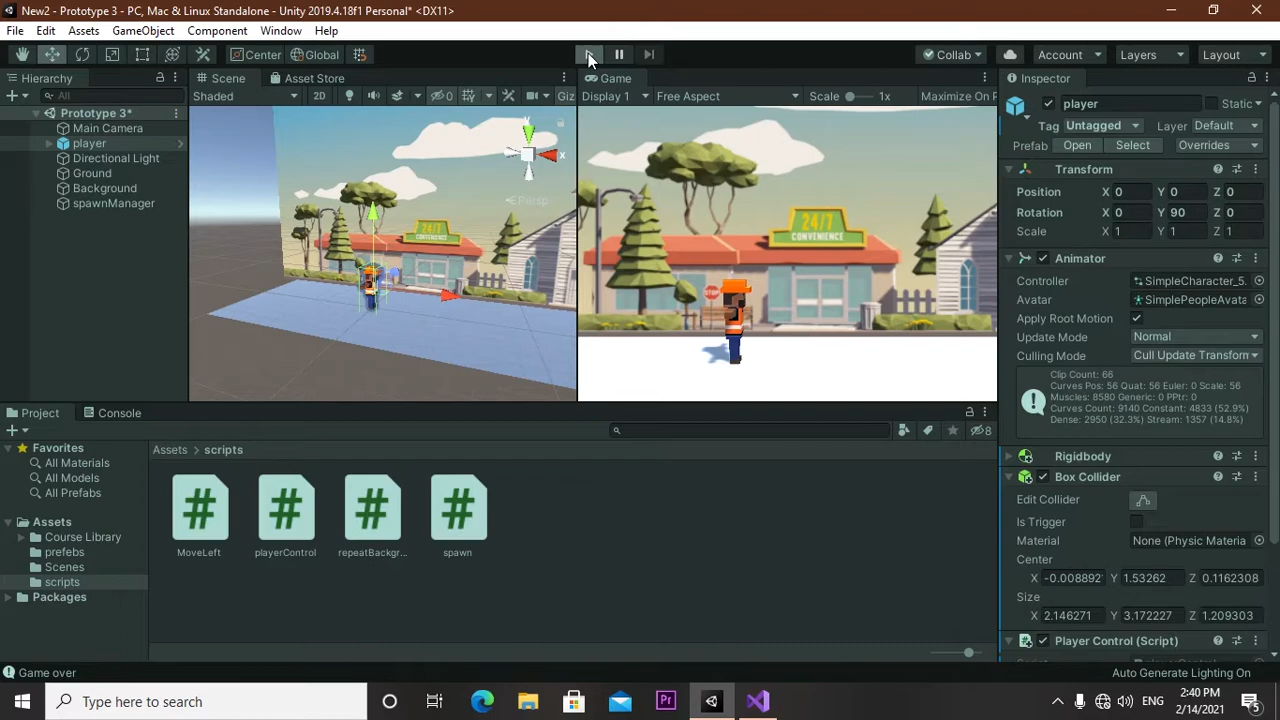 New2 - Prototype 3 - PC, Mac & Linux Standalone - Unity 2019.4.18f1 Personal* <DX11>
File Edit Assets GameObject Component Window Help
Center Global Collab Account Layers Layout
Hierarchy Scene Asset Store Game Inspector
All Shaded 2D 0 Giz Display 1 Free Aspect Scale 1x Maximize On P player Static
Prototype 3*
Main Camera
player
Directional Light
Ground
Background
spawnManager
y
x
Persp
24/7
CONVENIENCE
24/7
CONVENIENCE
STOP
Tag Untagged Layer Default
Prefab Open Select Overrides
Transform
Position X 0 Y 0 Z 0
Rotation X 0 Y 90 Z 0
Scale X 1 Y 1 Z 1
Animator
Controller SimpleCharacter_5.
Avatar SimplePeopleAvata
Apply Root Motion
Update Mode Normal
Culling Mode Cull Update Transform
Clip Count: 66
Curves Pos: 56 Quat: 56 Euler: 0 Scale: 56
Muscles: 8580 Generic: 0 PPtr: 0
Curves Count: 9140 Constant: 4833 (52.9%)
Dense: 2950 (32.3%) Stream: 1357 (14.8%)
Rigidbody
Box Collider
Edit Collider
Is Trigger
Material None (Physic Materia
Center
X -0.008892 Y 1.53262 Z 0.1162308
Size
X 2.146271 Y 3.172227 Z 1.209303
Player Control (Script)
Project Console
8
Favorites
All Materials
All Models
All Prefabs
Assets
Course Library
prefebs
Scenes
scripts
Packages
Assets > scripts
MoveLeft playerControl repeatBackgr... spawn
Game over
Auto Generate Lighting On
Type here to search
Pr
ENG
2:40 PM
2/14/2021
5